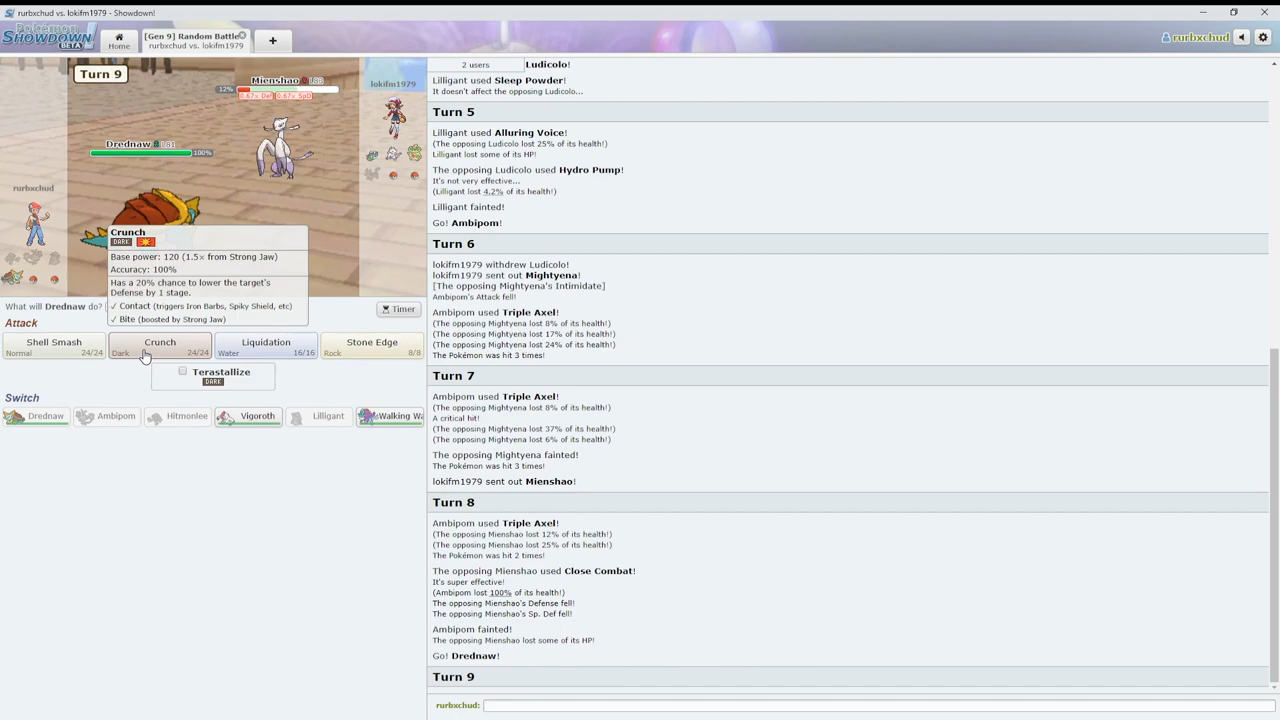 rurbxchud vs. lokifm1979 - Showdown!
Pokémon
SHOWDOWN!
BETA
Home
[Gen 9] Random Battle
rurbxchud vs. lokifm1979
+
rurbxchud
Turn 9
Mienshao
12%
0.67× Def 0.67× SpD
lokifm1979
Drednaw L81
100%
rurbxchud
Crunch
DARK
Base power: 120 (1.5× from Strong Jaw)
Accuracy: 100%
Has a 20% chance to lower the target's
Defense by 1 stage.
✓ Contact (triggers Iron Barbs, Spiky Shield, etc)
✓ Bite (boosted by Strong Jaw)
What will Drednaw do?
Timer
Attack
Shell Smash
Normal 24/24
Crunch
Dark 24/24
Liquidation
Water 16/16
Stone Edge
Rock 8/8
Terastallize
DARK
Switch
Drednaw
Ambipom
Hitmonlee
Vigoroth
Lilligant
Walking Wa
2 users
Ludicolo!
Lilligant used Sleep Powder!
It doesn't affect the opposing Ludicolo...
Turn 5
Lilligant used Alluring Voice!
(The opposing Ludicolo lost 25% of its health!)
Lilligant lost some of its HP!
The opposing Ludicolo used Hydro Pump!
It's not very effective...
(Lilligant lost 4.2% of its health!)
Lilligant fainted!
Go! Ambipom!
Turn 6
lokifm1979 withdrew Ludicolo!
lokifm1979 sent out Mightyena!
[The opposing Mightyena's Intimidate]
Ambipom's Attack fell!
Ambipom used Triple Axel!
(The opposing Mightyena lost 8% of its health!)
(The opposing Mightyena lost 17% of its health!)
(The opposing Mightyena lost 24% of its health!)
The Pokémon was hit 3 times!
Turn 7
Ambipom used Triple Axel!
(The opposing Mightyena lost 8% of its health!)
A critical hit!
(The opposing Mightyena lost 37% of its health!)
(The opposing Mightyena lost 6% of its health!)
The opposing Mightyena fainted!
The Pokémon was hit 3 times!
lokifm1979 sent out Mienshao!
Turn 8
Ambipom used Triple Axel!
(The opposing Mienshao lost 12% of its health!)
(The opposing Mienshao lost 25% of its health!)
The Pokémon was hit 2 times!
The opposing Mienshao used Close Combat!
It's super effective!
(Ambipom lost 100% of its health!)
The opposing Mienshao's Defense fell!
The opposing Mienshao's Sp. Def fell!
Ambipom fainted!
The opposing Mienshao lost some of its HP!
Go! Drednaw!
Turn 9
rurbxchud: